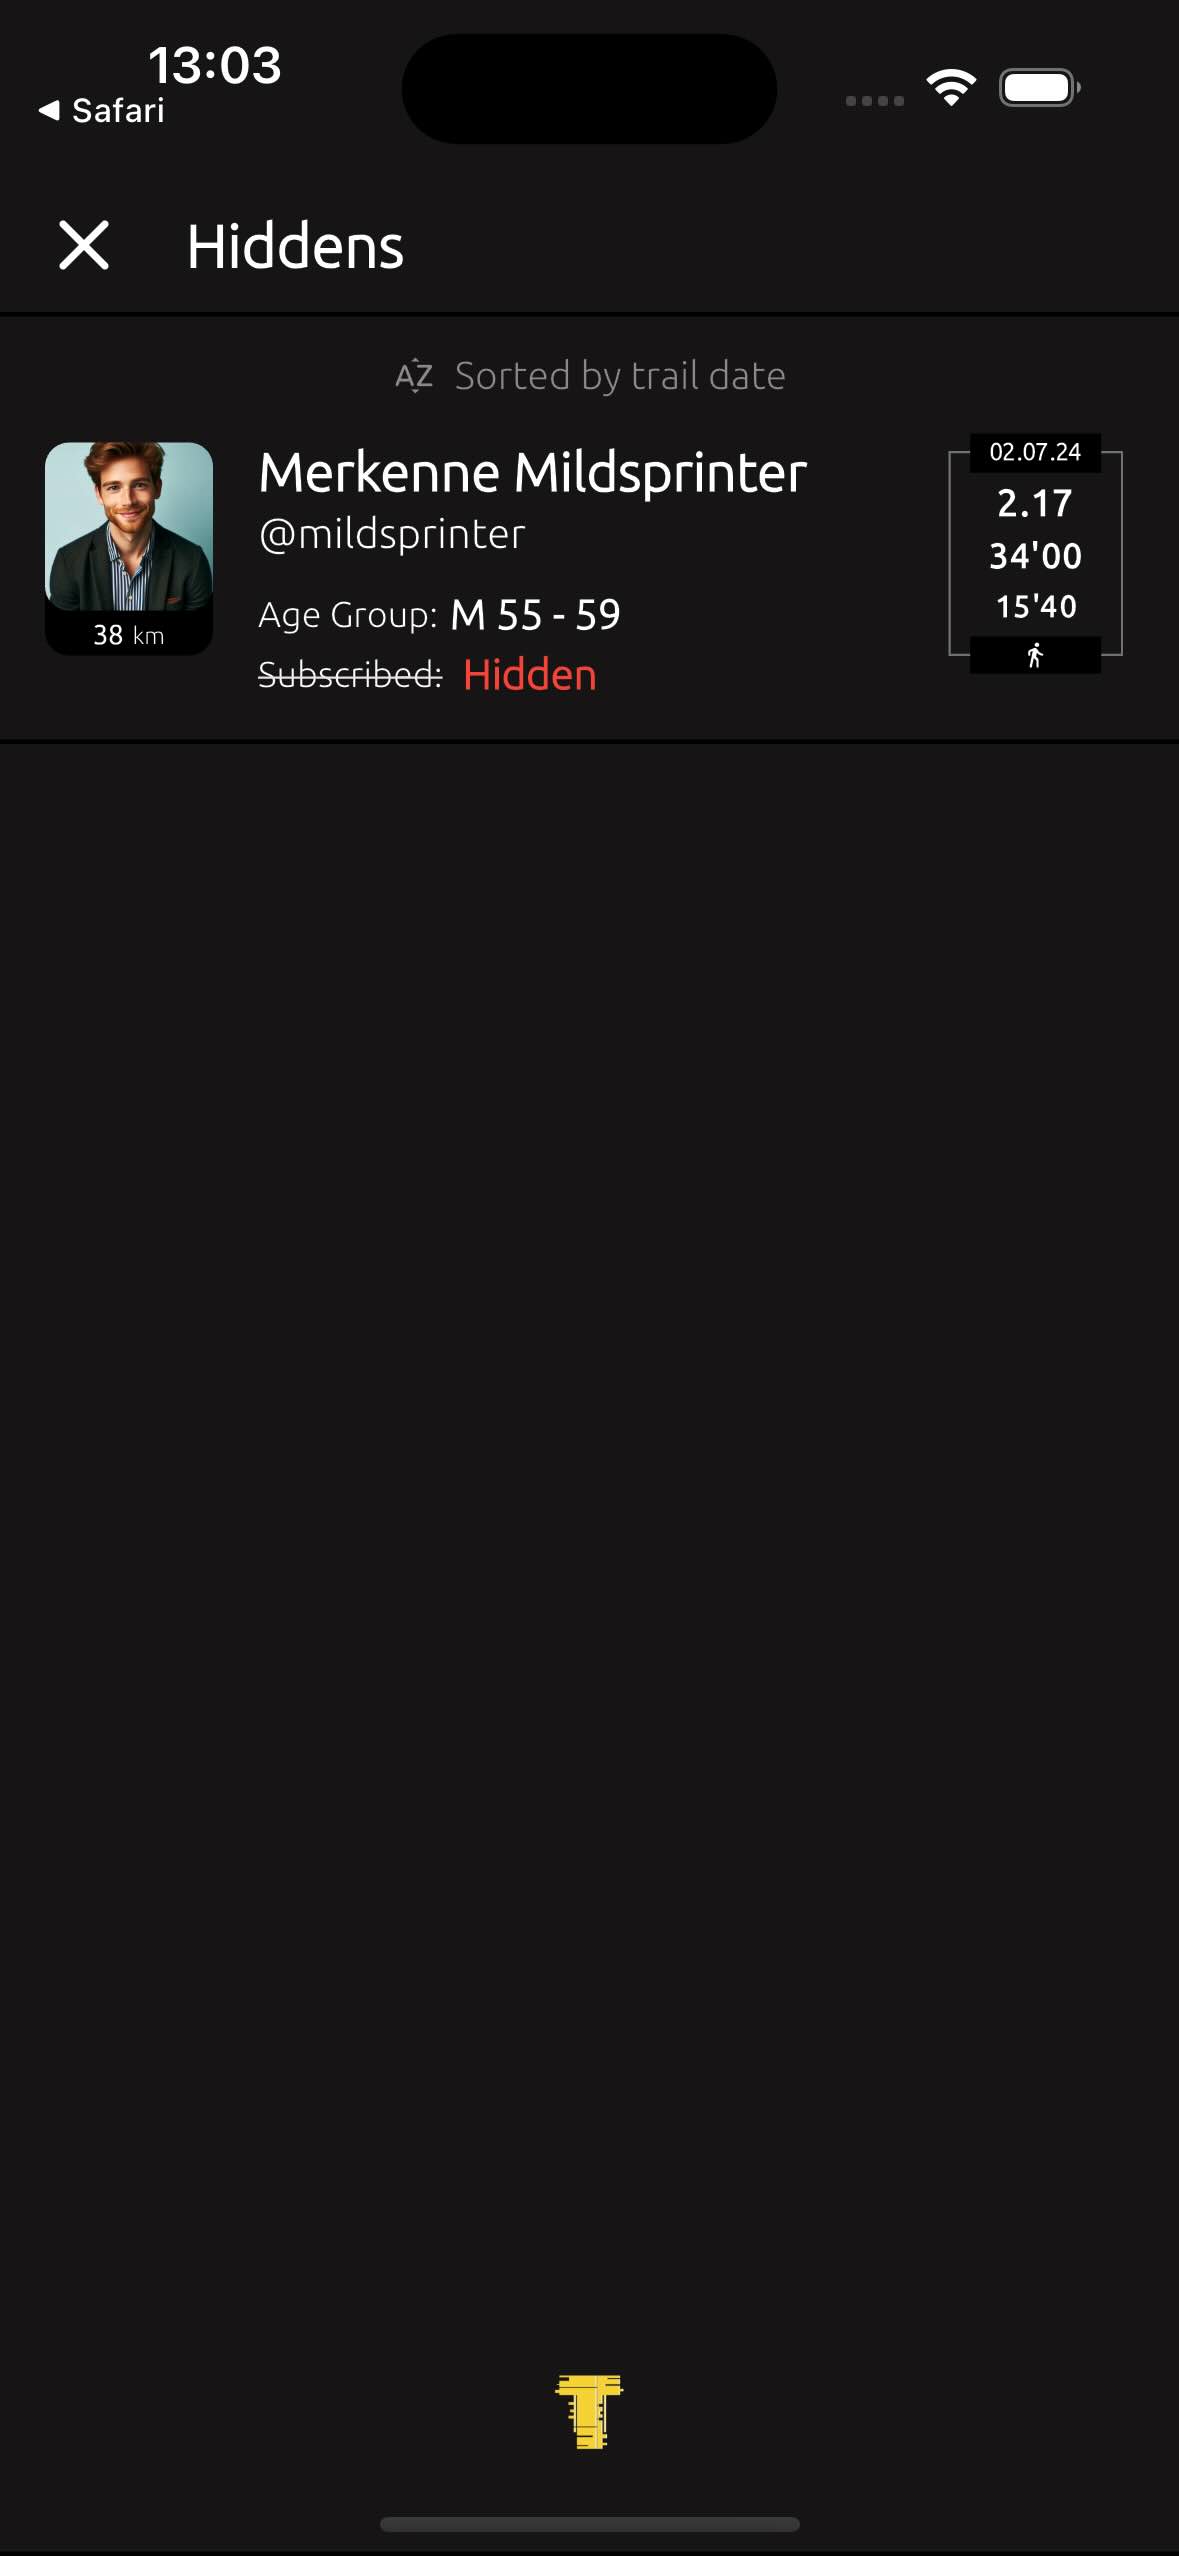 13:03
Safari
Hiddens
AZ Sorted by trail date
Merkenne Mildsprinter
@mildsprinter
Age Group: M 55 - 59
Subscribed: Hidden
38 km
02.07.24
2.17
34'00
15'40
T